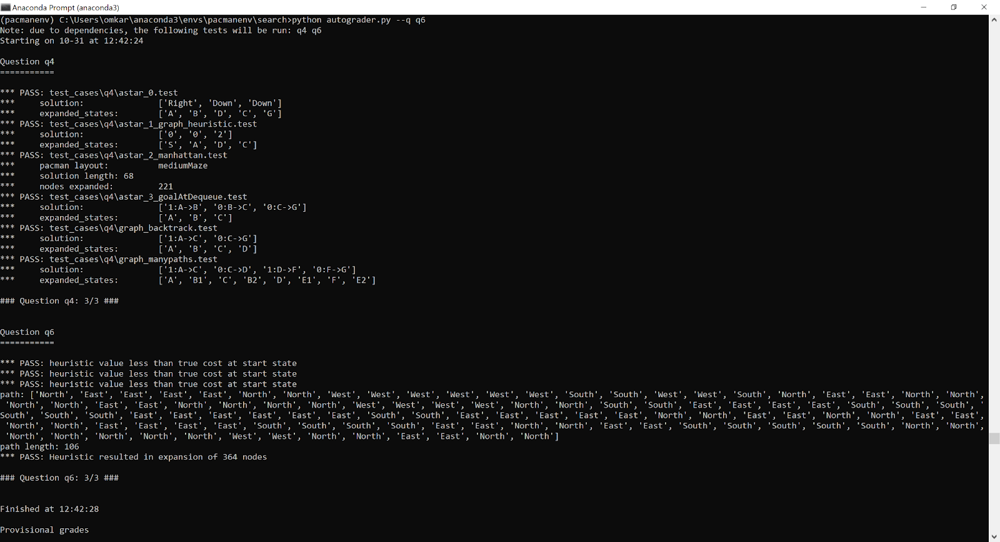 Anaconda Prompt (anaconda3)
(pacmanenv) C:\Users\omkar\anaconda3\envs\pacmanenv\search>python autograder.py --q q6
Note: due to dependencies, the following tests will be run: q4 q6
Starting on 10-31 at 12:42:24
Question q4
===========
*** PASS: test_cases\q4\astar_0.test
***     solution:               ['Right', 'Down', 'Down']
***     expanded_states:        ['A', 'B', 'D', 'C', 'G']
*** PASS: test_cases\q4\astar_1_graph_heuristic.test
***     solution:               ['0', '0', '2']
***     expanded_states:        ['S', 'A', 'D', 'C']
*** PASS: test_cases\q4\astar_2_manhattan.test
***     pacman layout:          mediumMaze
***     solution length: 68
***     nodes expanded:         221
*** PASS: test_cases\q4\astar_3_goalAtDequeue.test
***     solution:               ['1:A->B', '0:B->C', '0:C->G']
***     expanded_states:        ['A', 'B', 'C']
*** PASS: test_cases\q4\graph_backtrack.test
***     solution:               ['1:A->C', '0:C->G']
***     expanded_states:        ['A', 'B', 'C', 'D']
*** PASS: test_cases\q4\graph_manypaths.test
***     solution:               ['1:A->C', '0:C->D', '1:D->F', '0:F->G']
***     expanded_states:        ['A', 'B1', 'C', 'B2', 'D', 'E1', 'F', 'E2']
### Question q4: 3/3 ###
Question q6
===========
*** PASS: heuristic value less than true cost at start state
*** PASS: heuristic value less than true cost at start state
*** PASS: heuristic value less than true cost at start state
path: ['North', 'East', 'East', 'East', 'East', 'North', 'North', 'West', 'West', 'West', 'West', 'West', 'West', 'South', 'South', 'West', 'West', 'South', 'North', 'East', 'East', 'North', 'North',
 'North', 'North', 'East', 'East', 'North', 'North', 'North', 'North', 'West', 'West', 'West', 'West', 'North', 'North', 'South', 'South', 'East', 'East', 'East', 'East', 'South', 'South', 'South', '
South', 'South', 'South', 'East', 'East', 'East', 'East', 'East', 'East', 'South', 'South', 'East', 'East', 'East', 'East', 'East', 'North', 'North', 'East', 'East', 'North', 'North', 'East', 'East',
 'North', 'North', 'East', 'East', 'East', 'East', 'South', 'South', 'South', 'South', 'East', 'East', 'North', 'North', 'East', 'East', 'South', 'South', 'South', 'South', 'South', 'North', 'North',
 'North', 'North', 'North', 'North', 'North', 'West', 'West', 'North', 'North', 'East', 'East', 'North', 'North']
path length: 106
*** PASS: Heuristic resulted in expansion of 364 nodes
### Question q6: 3/3 ###
Finished at 12:42:28
Provisional grades